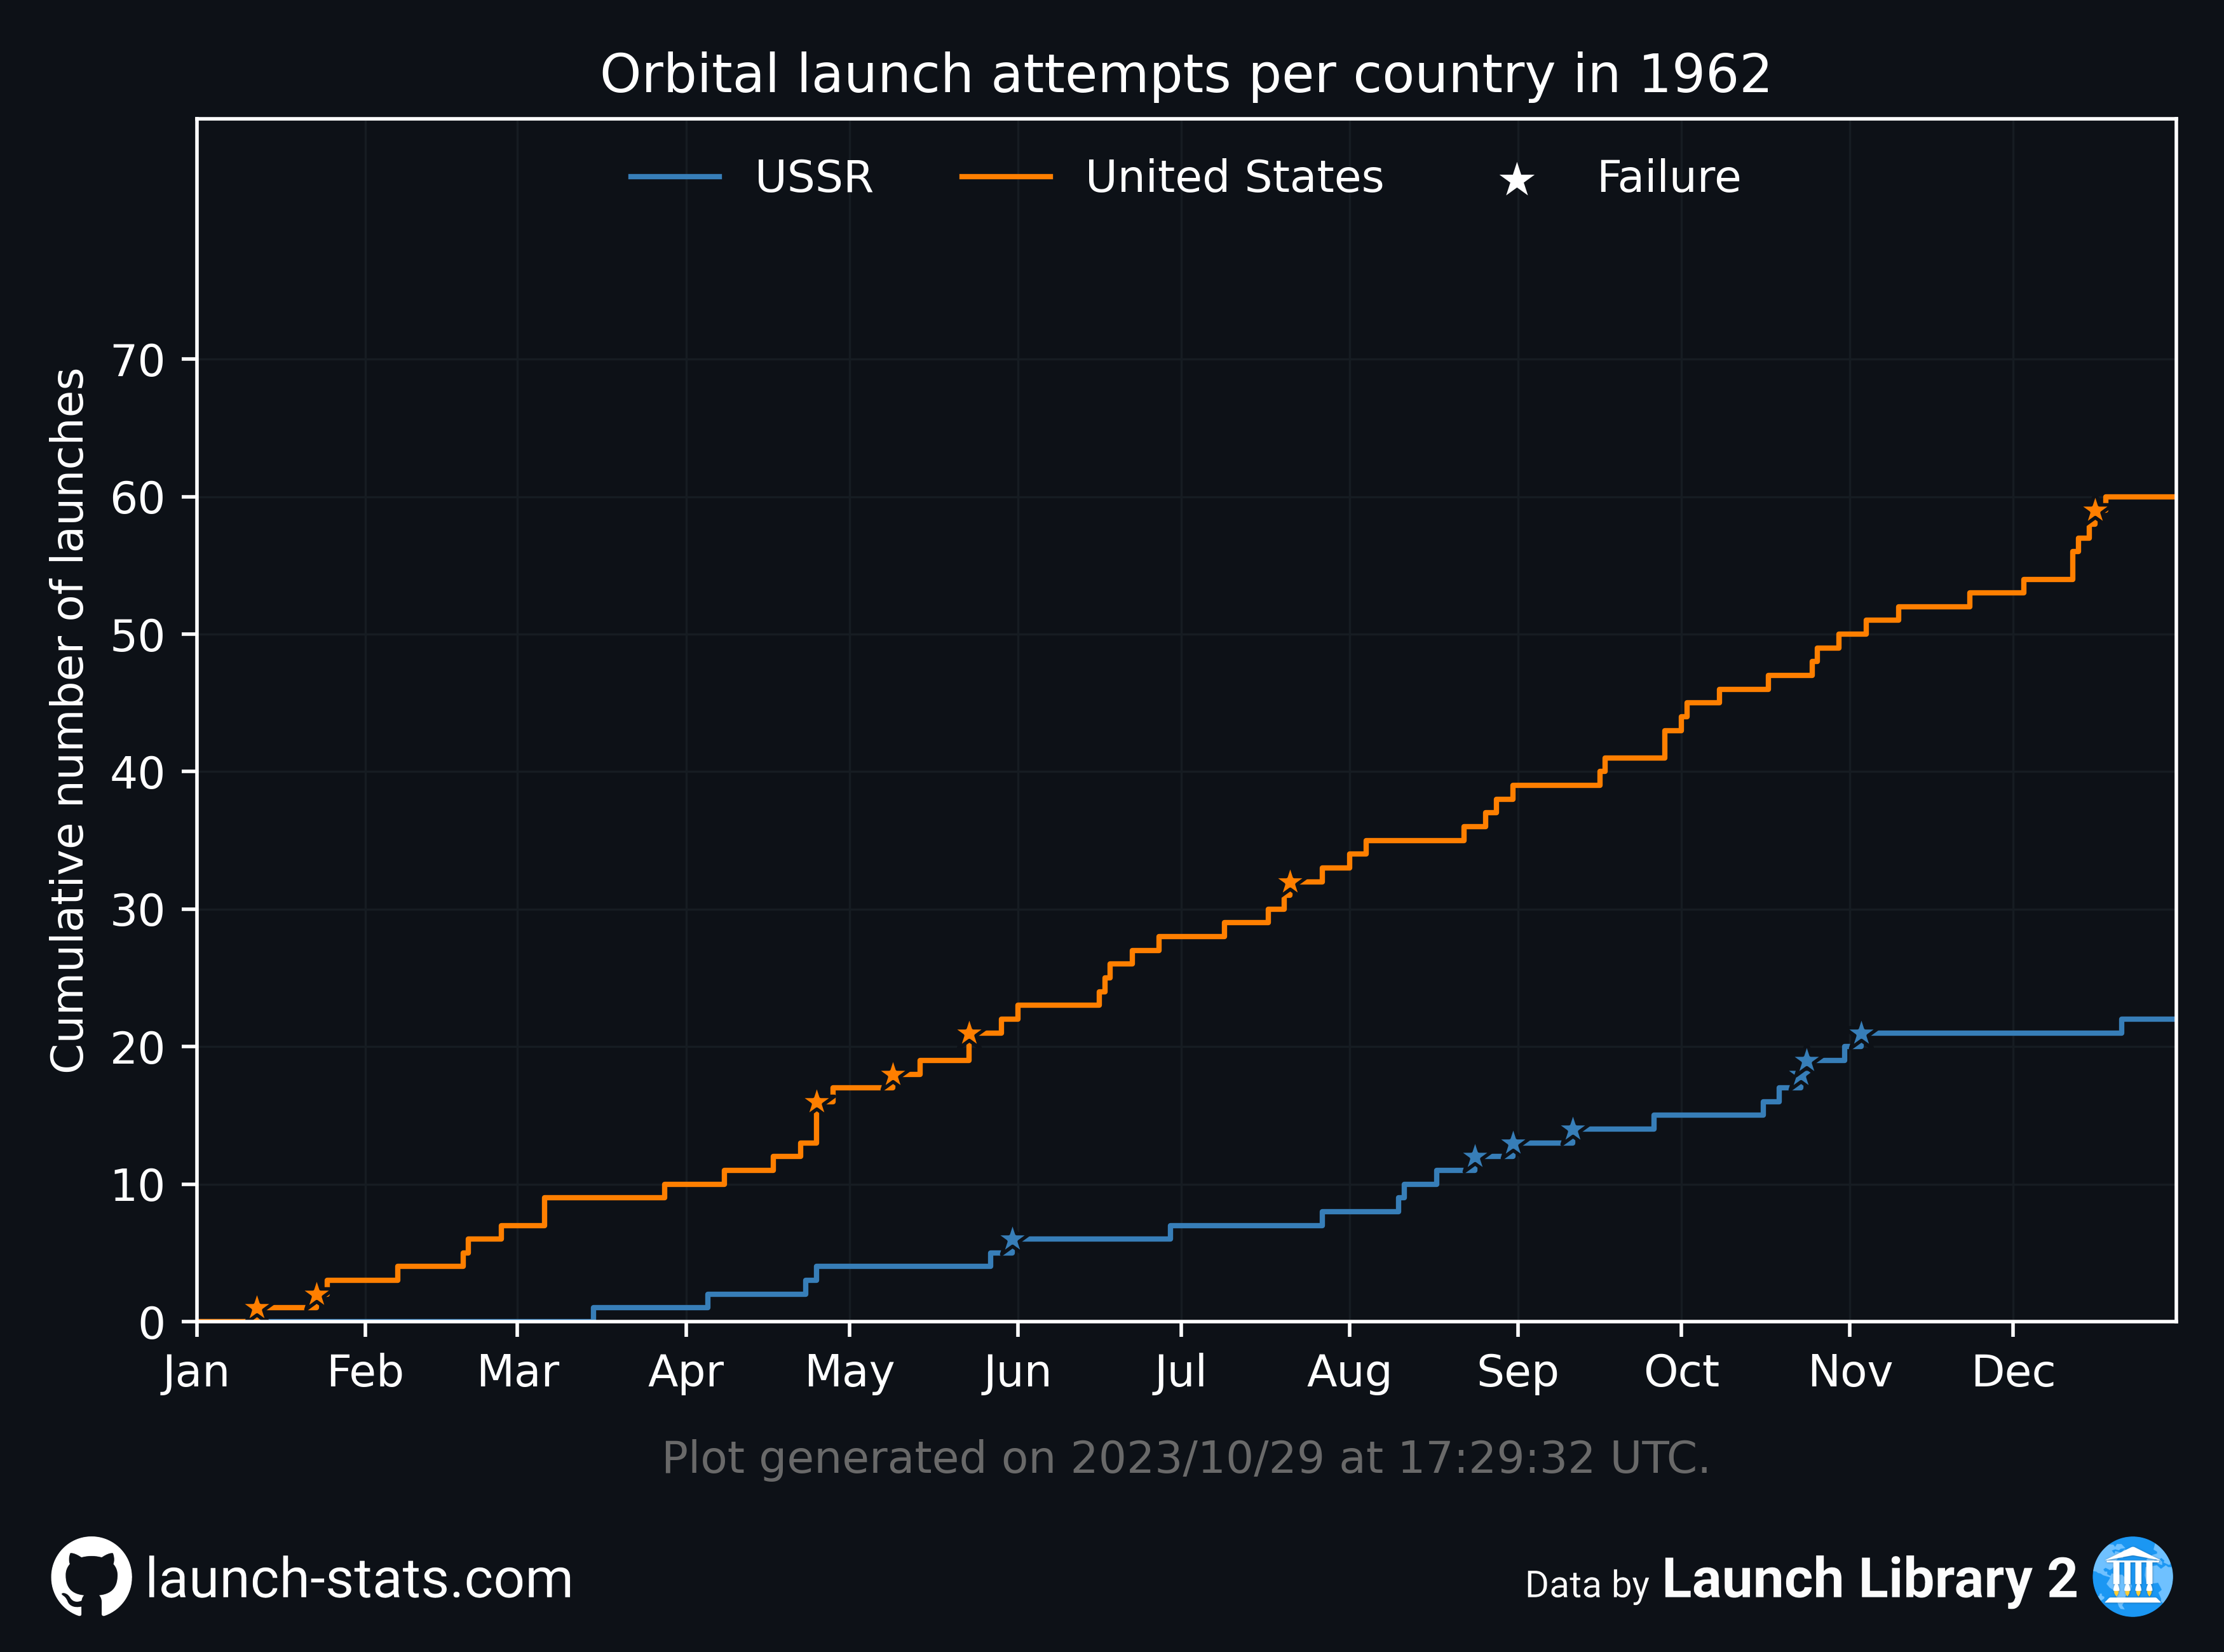 Orbital launch attempts per country in 1962
USSR United States Failure
Cumulative number of launches
70
60
50
40
30
20
10
0
Jan Feb Mar Apr May Jun Jul Aug Sep Oct Nov Dec
Plot generated on 2023/10/29 at 17:29:32 UTC.
launch-stats.com
Data by Launch Library 2